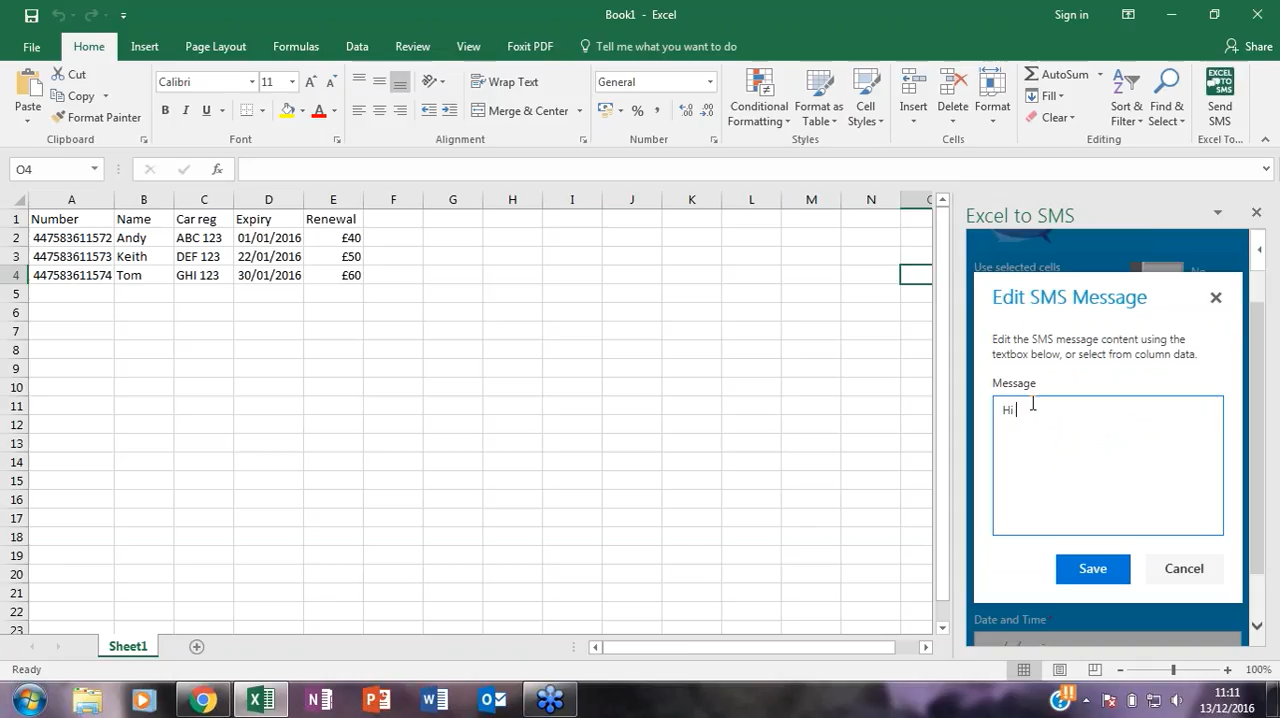 Book1 - Excel
Sign in
File Home Insert Page Layout Formulas Data Review View Foxit PDF Tell me what you want to do Share
Paste
Cut
Copy
Format Painter
Clipboard
Calibri 11
B I U
Font
Wrap Text
Merge & Center
Alignment
General
%
Number
Conditional Formatting
Format as Table
Cell Styles
Styles
Insert Delete Format
Cells
AutoSum
Fill
Clear
Sort & Filter
Find & Select
Editing
EXCEL TO SMS
Send SMS
Excel To...
O4
fx
A B C D E F G H I J K L M N
1 Number Name Car reg Expiry Renewal
2 447583611572 Andy ABC 123 01/01/2016 £40
3 447583611573 Keith DEF 123 22/01/2016 £50
4 447583611574 Tom GHI 123 30/01/2016 £60
5
6
7
8
9
10
11
12
13
14
15
16
17
18
19
20
21
22
23
Excel to SMS
Use selected cells
No
Edit SMS Message
Edit the SMS message content using the
textbox below, or select from column data.
Message
Hi
Save Cancel
Date and Time
Sheet1
Ready
100%
11:11
13/12/2016